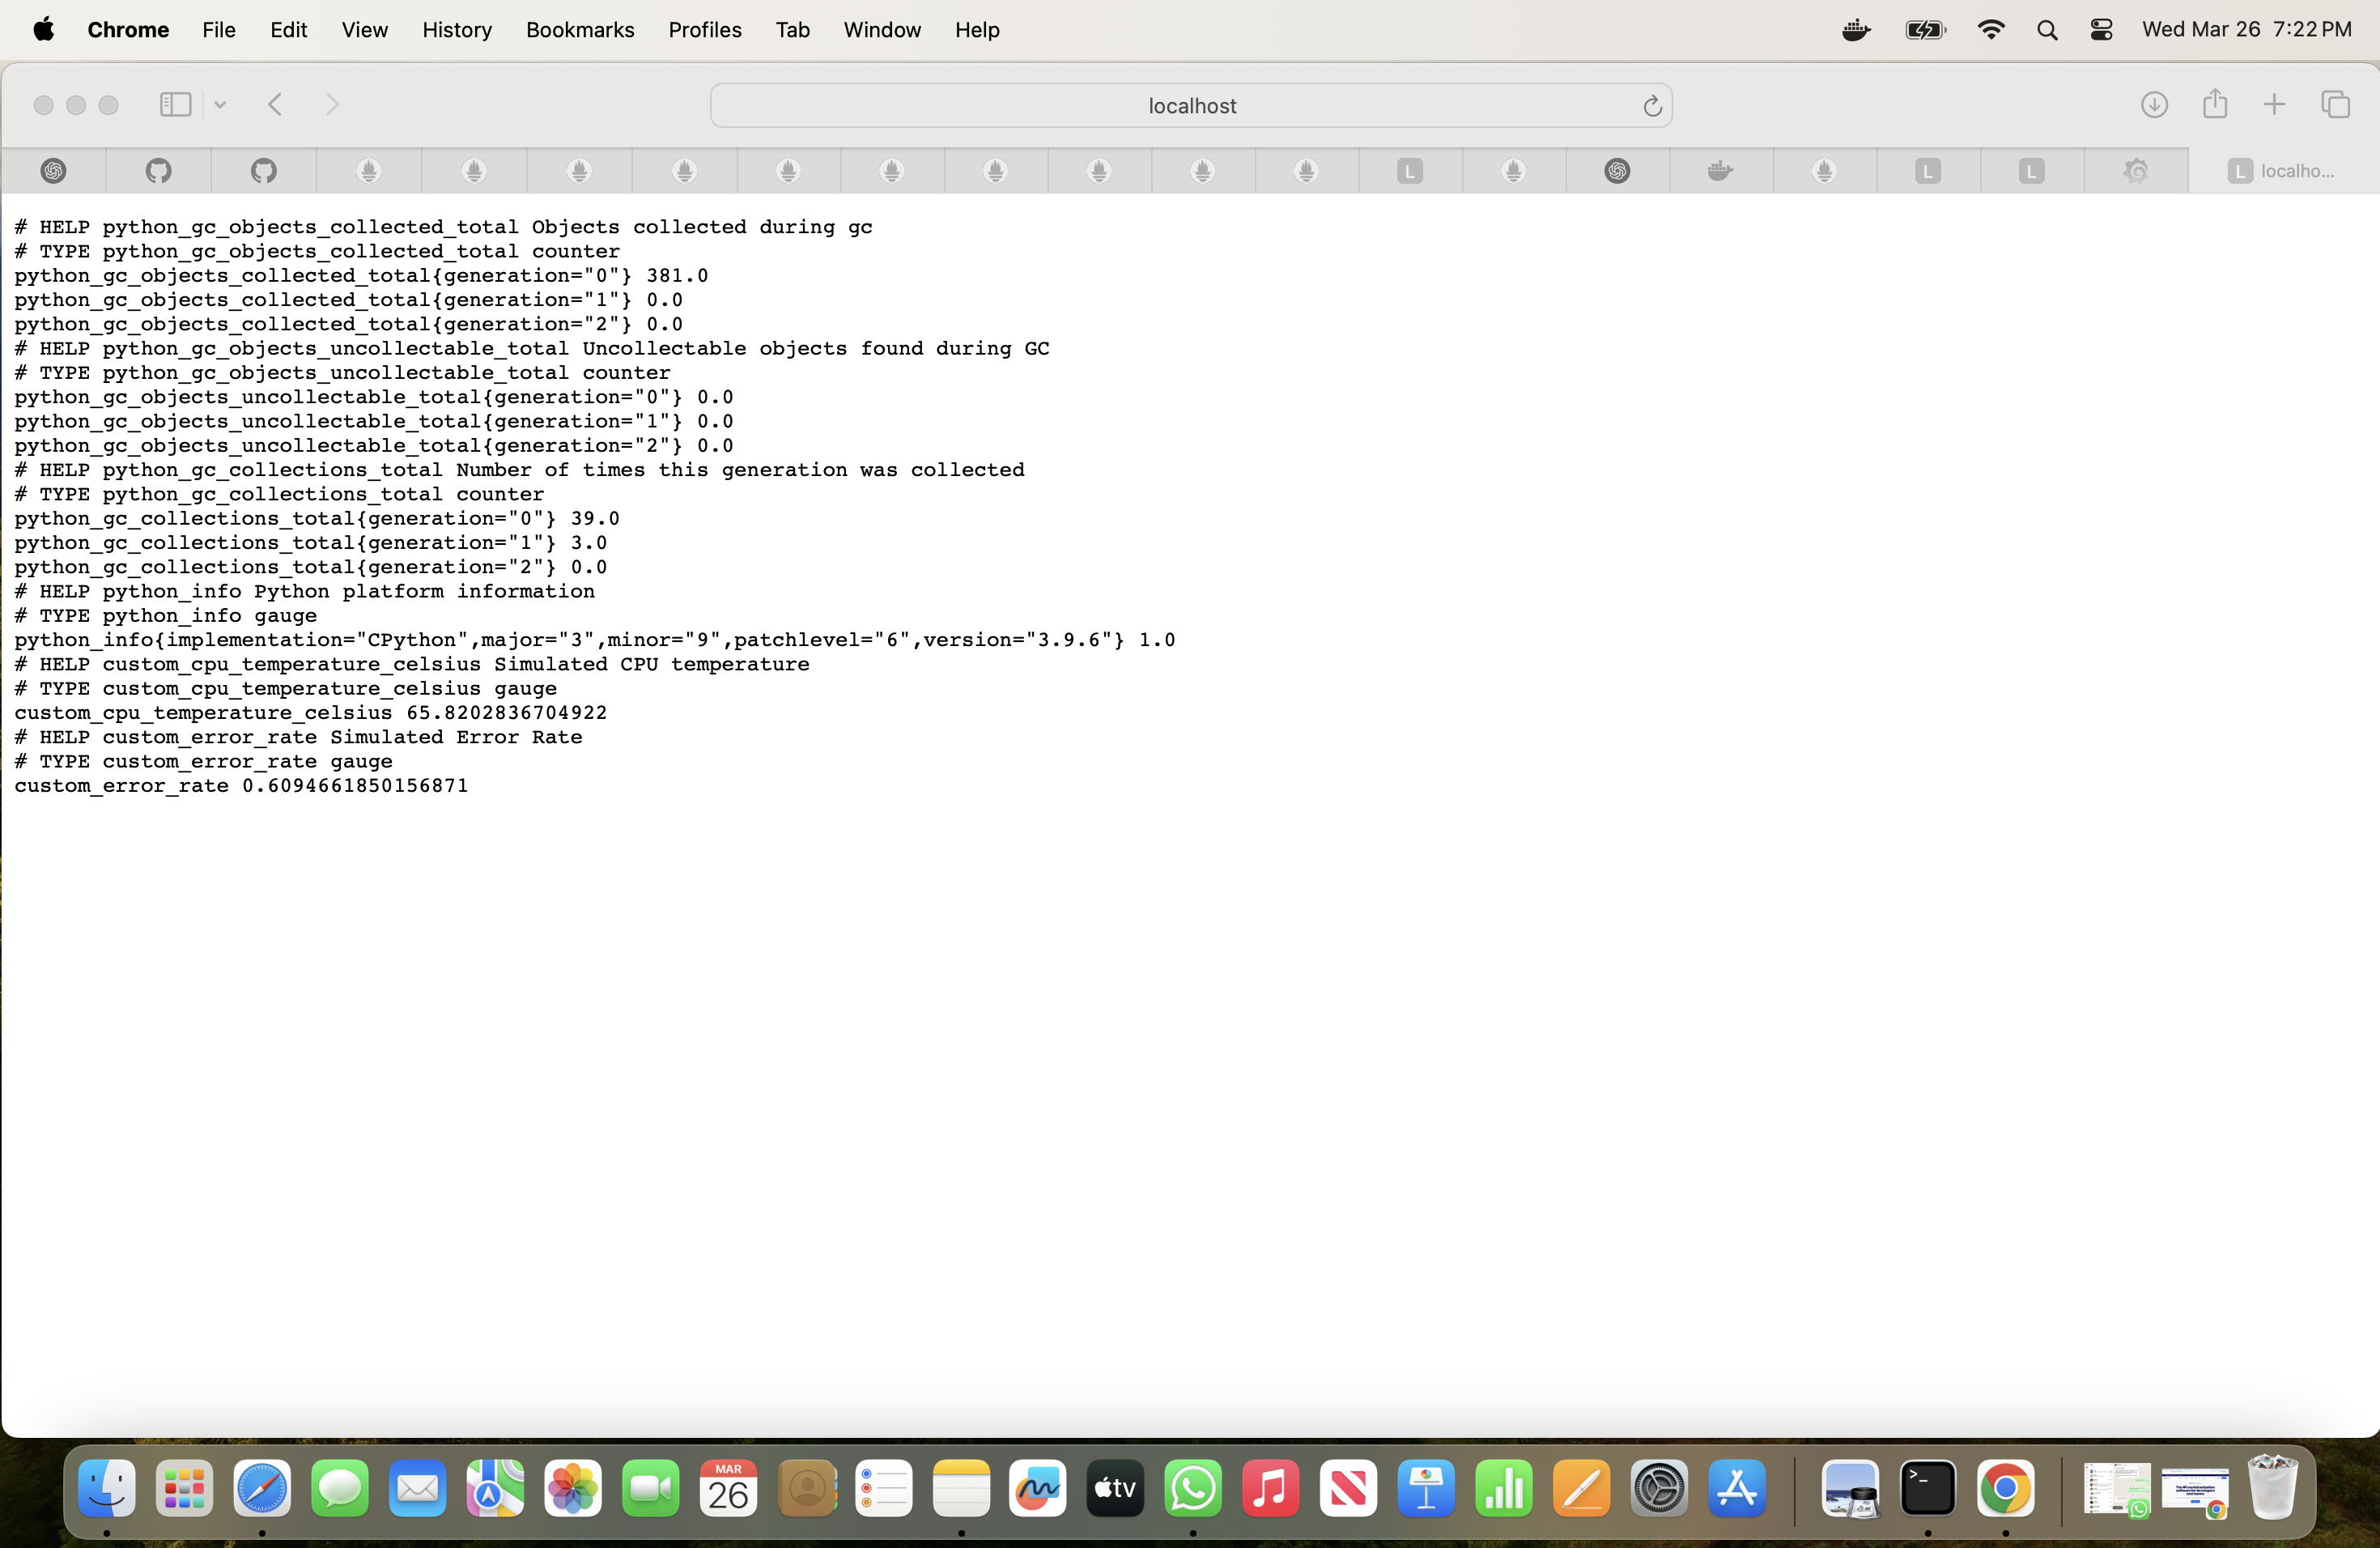 Chrome File Edit View History Bookmarks Profiles Tab Window Help Wed Mar 26 7:22 PM
localhost
L L L L localho...
# HELP python_gc_objects_collected_total Objects collected during gc
# TYPE python_gc_objects_collected_total counter
python_gc_objects_collected_total{generation="0"} 381.0
python_gc_objects_collected_total{generation="1"} 0.0
python_gc_objects_collected_total{generation="2"} 0.0
# HELP python_gc_objects_uncollectable_total Uncollectable objects found during GC
# TYPE python_gc_objects_uncollectable_total counter
python_gc_objects_uncollectable_total{generation="0"} 0.0
python_gc_objects_uncollectable_total{generation="1"} 0.0
python_gc_objects_uncollectable_total{generation="2"} 0.0
# HELP python_gc_collections_total Number of times this generation was collected
# TYPE python_gc_collections_total counter
python_gc_collections_total{generation="0"} 39.0
python_gc_collections_total{generation="1"} 3.0
python_gc_collections_total{generation="2"} 0.0
# HELP python_info Python platform information
# TYPE python_info gauge
python_info{implementation="CPython",major="3",minor="9",patchlevel="6",version="3.9.6"} 1.0
# HELP custom_cpu_temperature_celsius Simulated CPU temperature
# TYPE custom_cpu_temperature_celsius gauge
custom_cpu_temperature_celsius 65.8202836704922
# HELP custom_error_rate Simulated Error Rate
# TYPE custom_error_rate gauge
custom_error_rate 0.6094661850156871
MAR
26
tv
>_